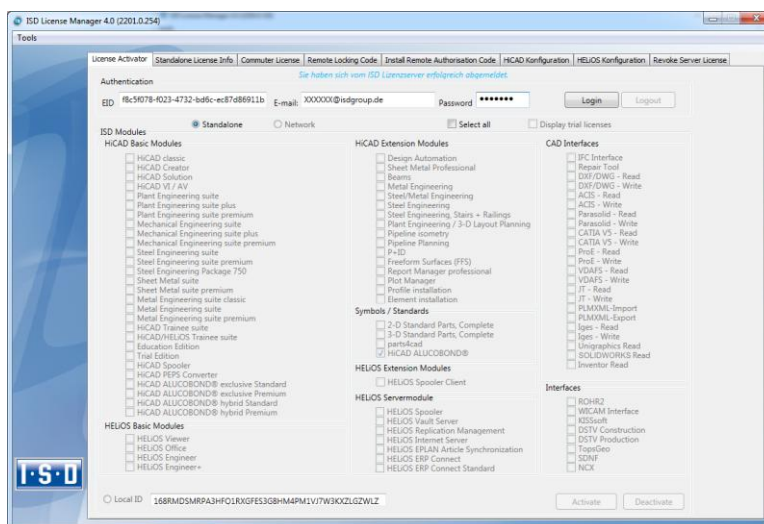 ISD License Manager 4.0 (2201.0.254)
Tools
License Activator Standalone License Info Commuter License Remote Locking Code Install Remote Authorisation Code HiCAD Konfiguration HELiOS Konfiguration Revoke Server License
Sie haben sich vom ISD Lizenzserver erfolgreich abgemeldet.
Authentication
EID f8c5f078-f023-4732-bd6c-ec87d86911b E-mail: XXXXXX@isdgroup.de Password Login Logout
Standalone Network Select all Display trial licenses
ISD Modules
HiCAD Basic Modules
HiCAD classic
HiCAD Creator
HiCAD Solution
HiCAD VI / AV
Plant Engineering suite
Plant Engineering suite plus
Plant Engineering suite premium
Mechanical Engineering suite
Mechanical Engineering suite plus
Mechanical Engineering suite premium
Steel Engineering suite
Steel Engineering suite premium
Steel Engineering Package 750
Sheet Metal suite
Sheet Metal suite premium
Metal Engineering suite classic
Metal Engineering suite
Metal Engineering suite premium
HiCAD Trainee suite
HiCAD/HELiOS Trainee suite
Education Edition
Trial Edition
HiCAD Spooler
HiCAD PEPS Converter
HiCAD ALUCOBOND® exclusive Standard
HiCAD ALUCOBOND® exclusive Premium
HiCAD ALUCOBOND® hybrid Standard
HiCAD ALUCOBOND® hybrid Premium
HELiOS Basic Modules
HELiOS Viewer
HELiOS Office
HELiOS Engineer
HELiOS Engineer+
HiCAD Extension Modules
Design Automation
Sheet Metal Professional
Beams
Metal Engineering
Steel/Metal Engineering
Steel Engineering
Steel Engineering, Stairs + Railings
Plant Engineering / 3-D Layout Planning
Pipeline isometry
Pipeline Planning
P+ID
Freeform Surfaces (FFS)
Report Manager professional
Plot Manager
Profile installation
Element installation
Symbols / Standards
2-D Standard Parts, Complete
3-D Standard Parts, Complete
parts4cad
HiCAD ALUCOBOND®
HELiOS Extension Modules
HELiOS Spooler Client
HELiOS Servermodule
HELiOS Spooler
HELiOS Vault Server
HELiOS Replication Management
HELiOS Internet Server
HELiOS EPLAN Article Synchronization
HELiOS ERP Connect
HELiOS ERP Connect Standard
CAD Interfaces
IFC Interface
Repair Tool
DXF/DWG - Read
DXF/DWG - Write
ACIS - Read
ACIS - Write
Parasolid - Read
Parasolid - Write
CATIA V5 - Read
CATIA V5 - Write
ProE - Read
ProE - Write
VDAFS - Read
VDAFS - Write
JT - Read
JT - Write
PLMXML-Import
PLMXML-Export
Iges - Read
Iges - Write
Unigraphics Read
SOLIDWORKS Read
Inventor Read
Interfaces
ROHR2
WICAM Interface
KISSsoft
DSTV Construction
DSTV Production
TopsGeo
SDNF
NCX
I·S·D
Local ID 168RMDSMRPA3HFO1RXGFES3G8HM4PM1VJ7W3KXZLGZWLZ Activate Deactivate